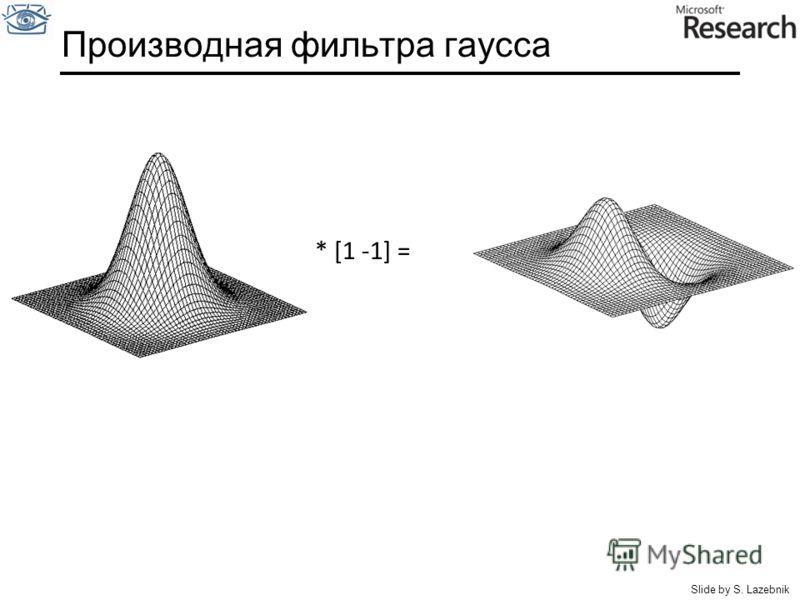 Производная фильтра гаусса
Microsoft
Research
* [1 -1] =
MyShared
Slide by S. Lazebnik